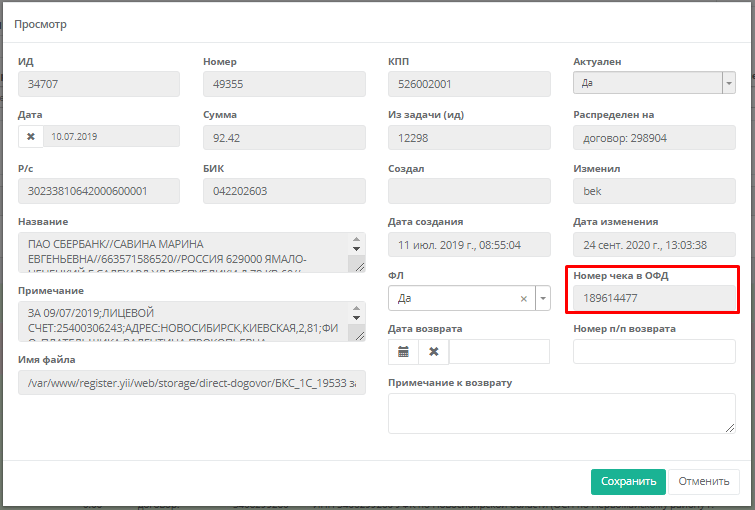 Просмотр
ИД
Номер
КПП
Актуален
34707
49355
526002001
Да
Дата
Сумма
Из задачи (ид)
Распределен на
10.07.2019
92.42
12298
договор: 298904
Р/с
БИК
Создал
Изменил
30233810642000600001
042202603
bek
Название
Дата создания
Дата изменения
ПАО СБЕРБАНК//САВИНА МАРИНА
ЕВГЕНЬЕВНА//663571586520//РОССИЯ 629000 ЯМАЛО-
11 июл. 2019 г., 08:55:04
24 сент. 2020 г., 13:03:38
ФЛ
Номер чека в ОФД
Да
189614477
Примечание
ЗА 09/07/2019;ЛИЦЕВОЙ
СЧЕТ:25400306243;АДРЕС:НОВОСИБИРСК,КИЕВСКАЯ,2,81;ФИ
Дата возврата
Номер п/п возврата
Имя файла
/var/www/register.yii/web/storage/direct-dogovor/БКС_1С_19533 за
Примечание к возврату
Сохранить
Отменить